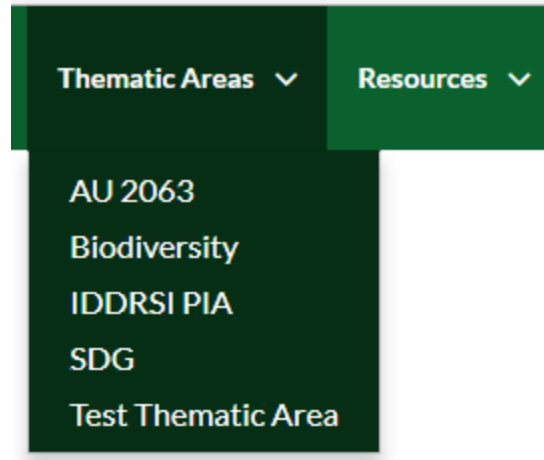 Thematic Areas Resources
AU 2063
Biodiversity
IDDRSI PIA
SDG
Test Thematic Area